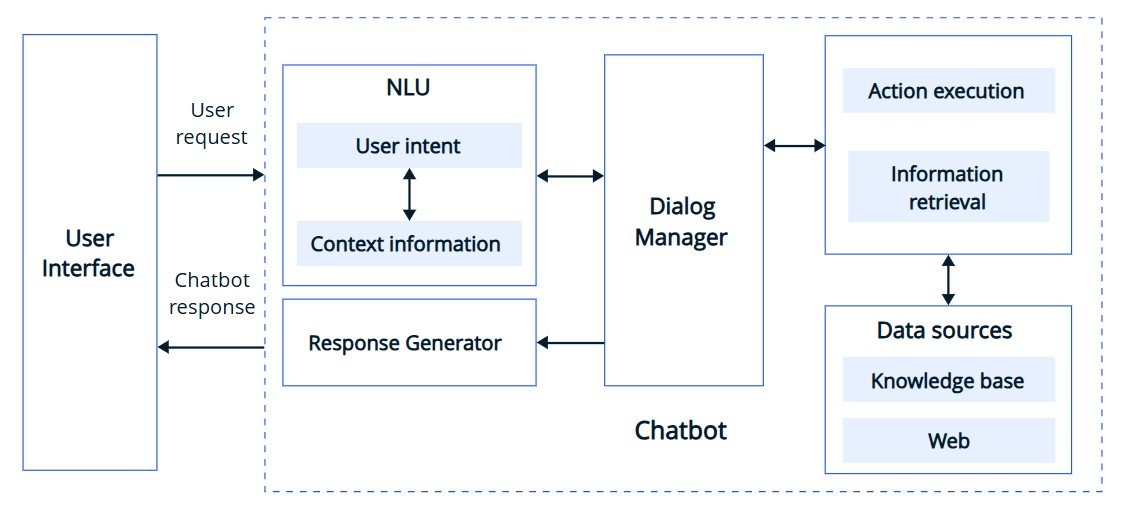 User
Interface
User
request
Chatbot
response
NLU
User intent
Context information
Response Generator
Dialog
Manager
Action execution
Information
retrieval
Data sources
Knowledge base
Web
Chatbot